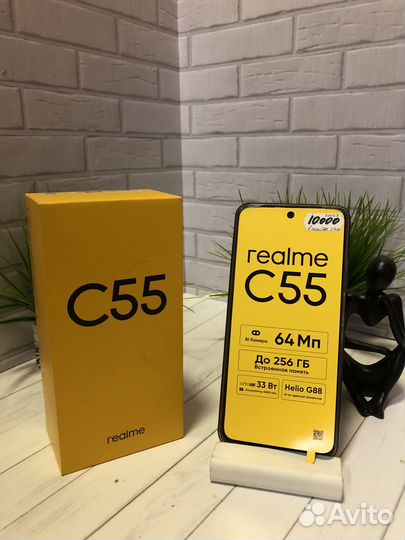 C55
realme
10000
realme
C55
AI Камера
64 Мп
До 256 ГБ
Встроенная память
33 Вт
Helio G88
Avito